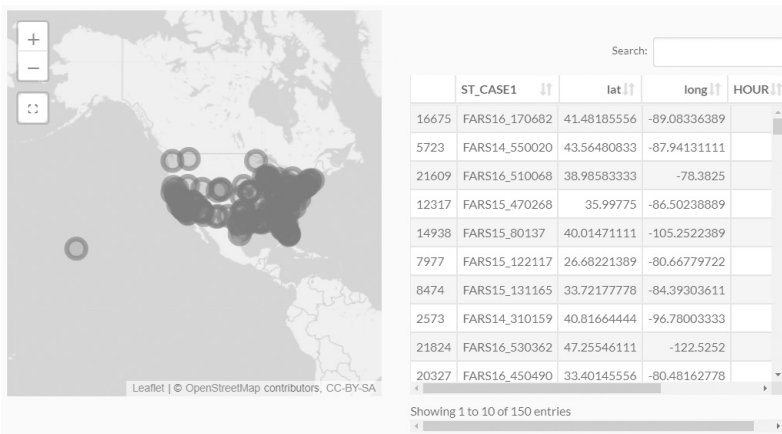 +
−
Leaflet | © OpenStreetMap contributors, CC-BY-SA
Search:
ST_CASE1 lat long HOUR
16675 FARS16_170682 41.48185556 -89.08336389
5723 FARS14_550020 43.56480833 -87.94131111
21609 FARS16_510068 38.98583333 -78.3825
12317 FARS15_470268 35.99775 -86.50238889
14938 FARS15_80137 40.01471111 -105.2522389
7977 FARS15_122117 26.68221389 -80.66779722
8474 FARS15_131165 33.72177778 -84.39303611
2573 FARS14_310159 40.81664444 -96.78003333
21824 FARS16_530362 47.25546111 -122.5252
20327 FARS16_450490 33.40145556 -80.48162778
Showing 1 to 10 of 150 entries